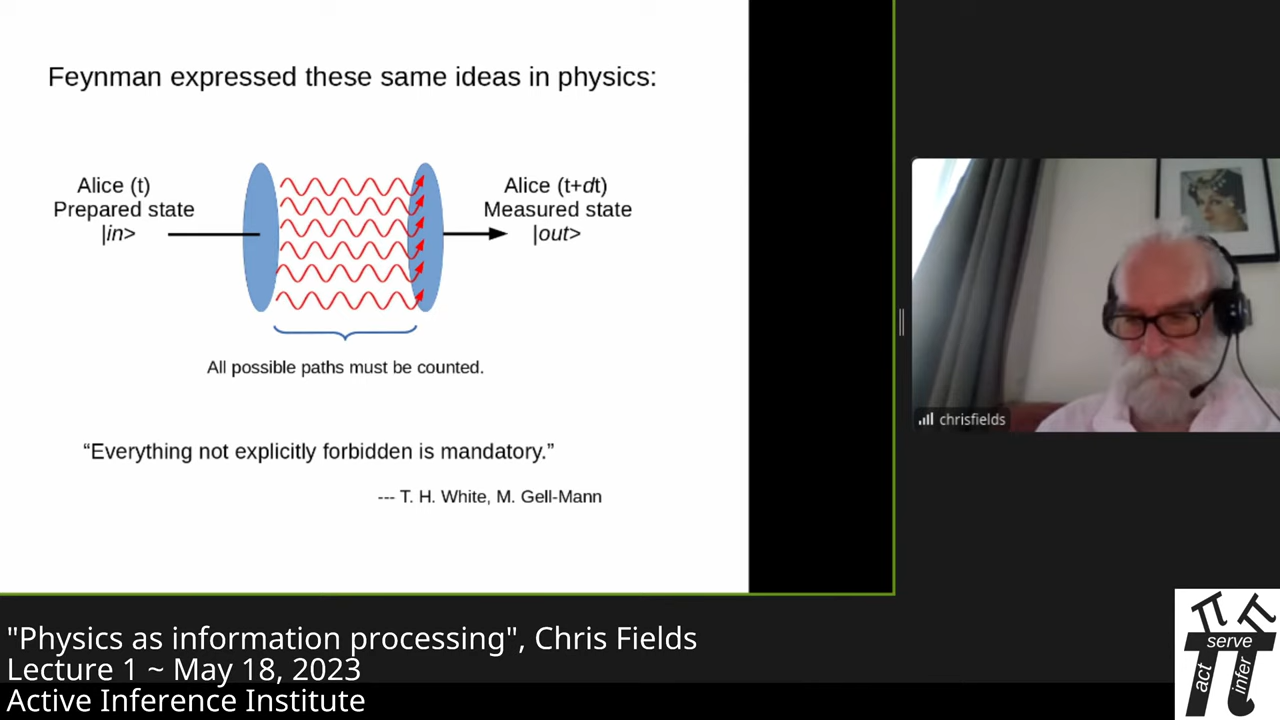 Feynman expressed these same ideas in physics:
Alice (t)
Prepared state
|in>
Alice (t+dt)
Measured state
|out>
All possible paths must be counted.
“Everything not explicitly forbidden is mandatory.”
--- T. H. White, M. Gell-Mann
chrisfields
"Physics as information processing", Chris Fields
Lecture 1 ~ May 18, 2023
Active Inference Institute
serve
act
infer